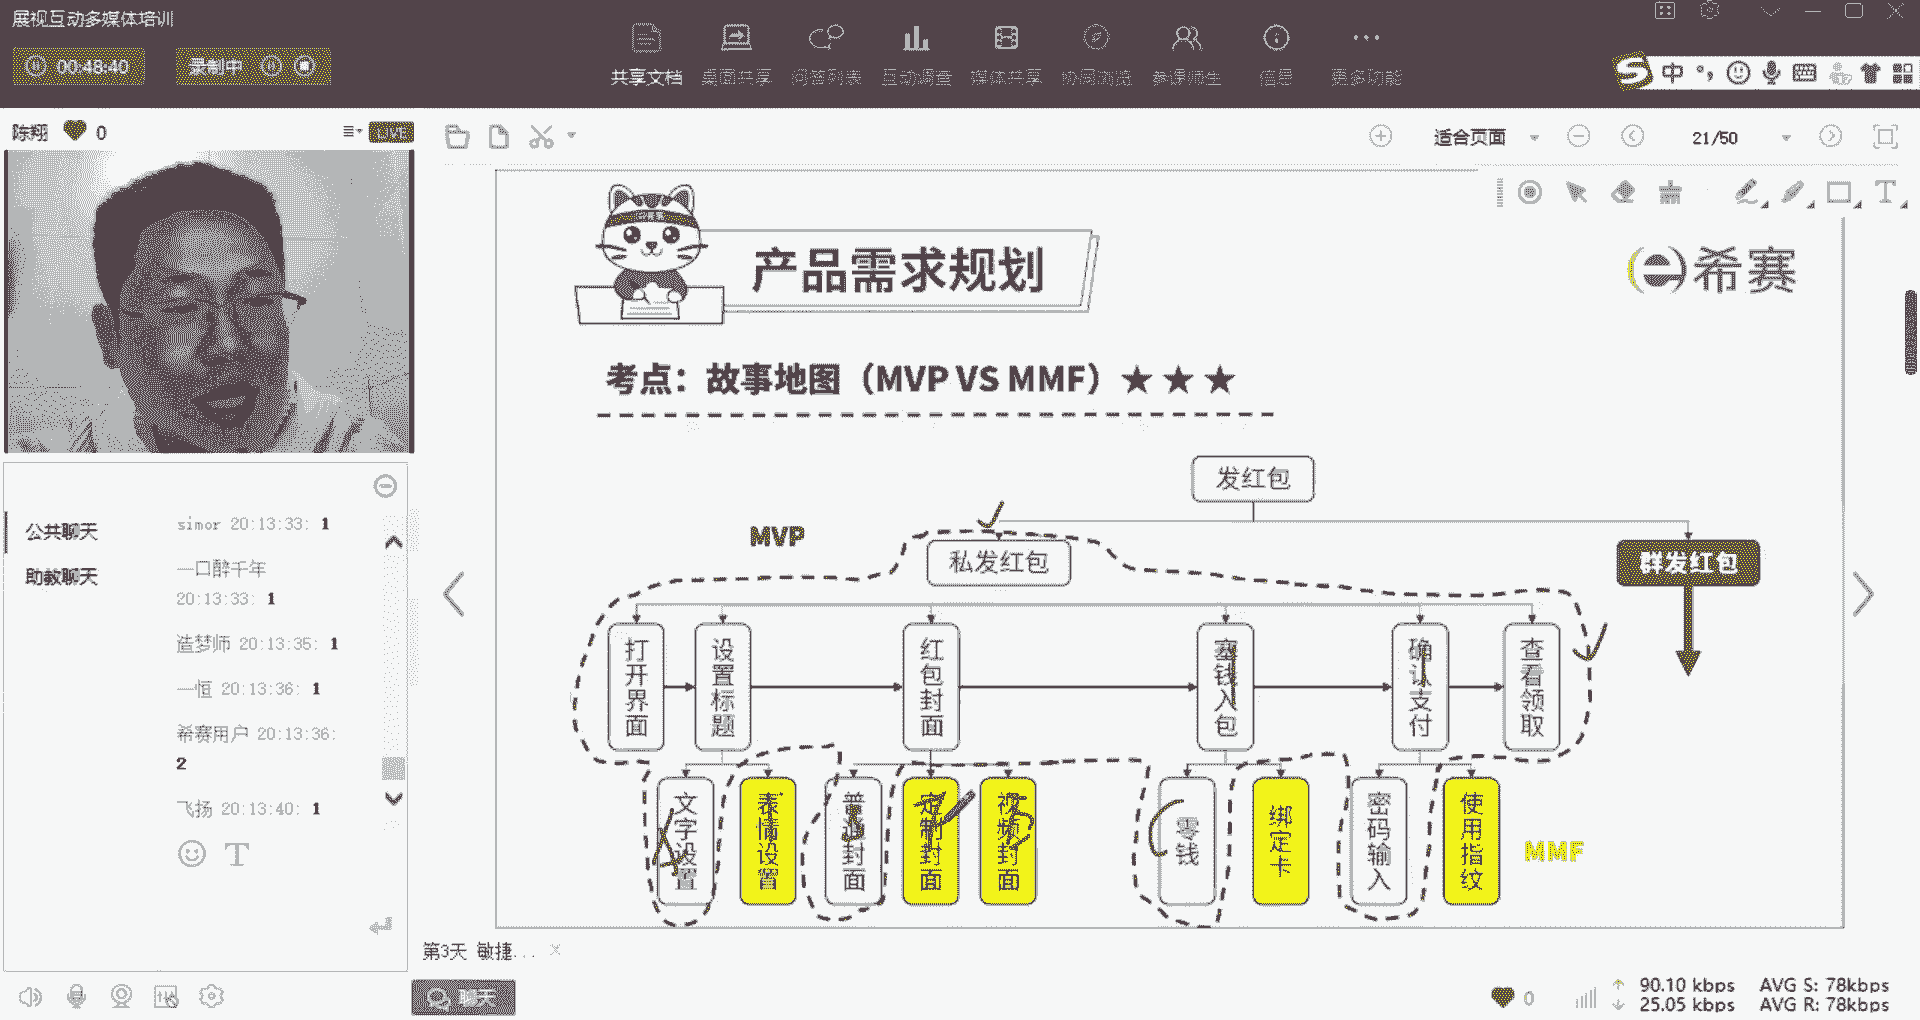 展视互动多媒体培训
00:48:40 录制中
共享文档 桌面共享 问答列表 互动调查 媒体共享 协同浏览 参课师生 信息 更多功能
中
陈翔 0 LIVE
适合页面 21/50
产品需求规划
希赛
考点：故事地图（MVP VS MMF）★ ★ ★
发红包
MVP
私发红包
群发红包
打开界面
设置标题
红包封面
塞钱入包
确认支付
查看领取
文字设置
表情设置
普通封面
定制封面
视频封面
零钱
绑定卡
密码输入
使用指纹
MMF
公共聊天
助教聊天
simor 20:13:33: 1
一口醉千年
20:13:33: 1
造梦师 20:13:35: 1
一恒 20:13:36: 1
希赛用户 20:13:36:
2
飞扬 20:13:40: 1
第3天 敏捷...
聊天
0
90.10 kbps AVG S: 78kbps
25.05 kbps AVG R: 78kbps